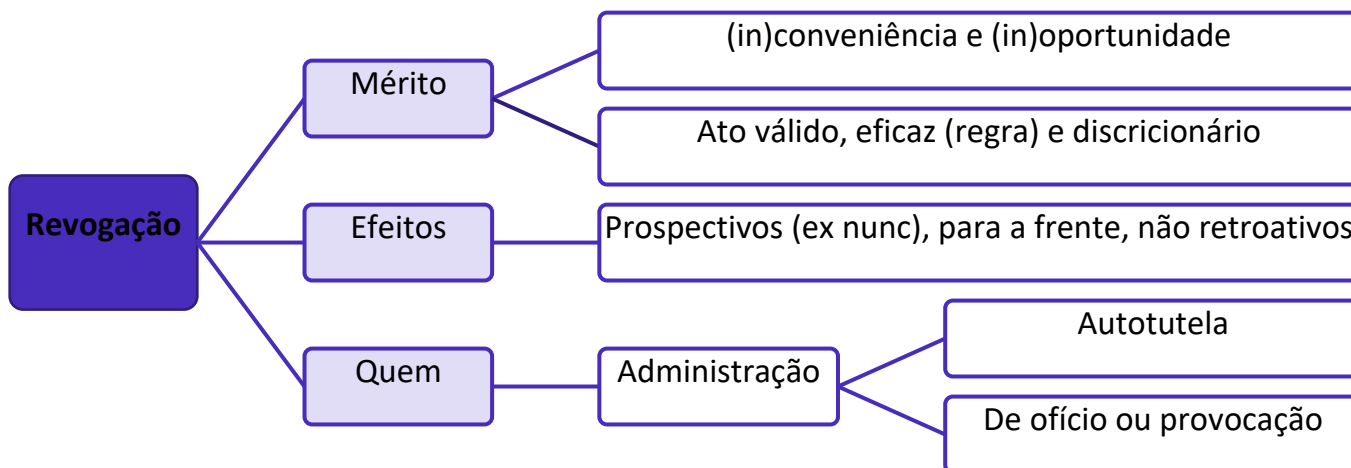 Revogação
Mérito
(in)conveniência e (in)oportunidade
Ato válido, eficaz (regra) e discricionário
Efeitos
Prospectivos (ex nunc), para a frente, não retroativos
Quem
Administração
Autotutela
De ofício ou provocação